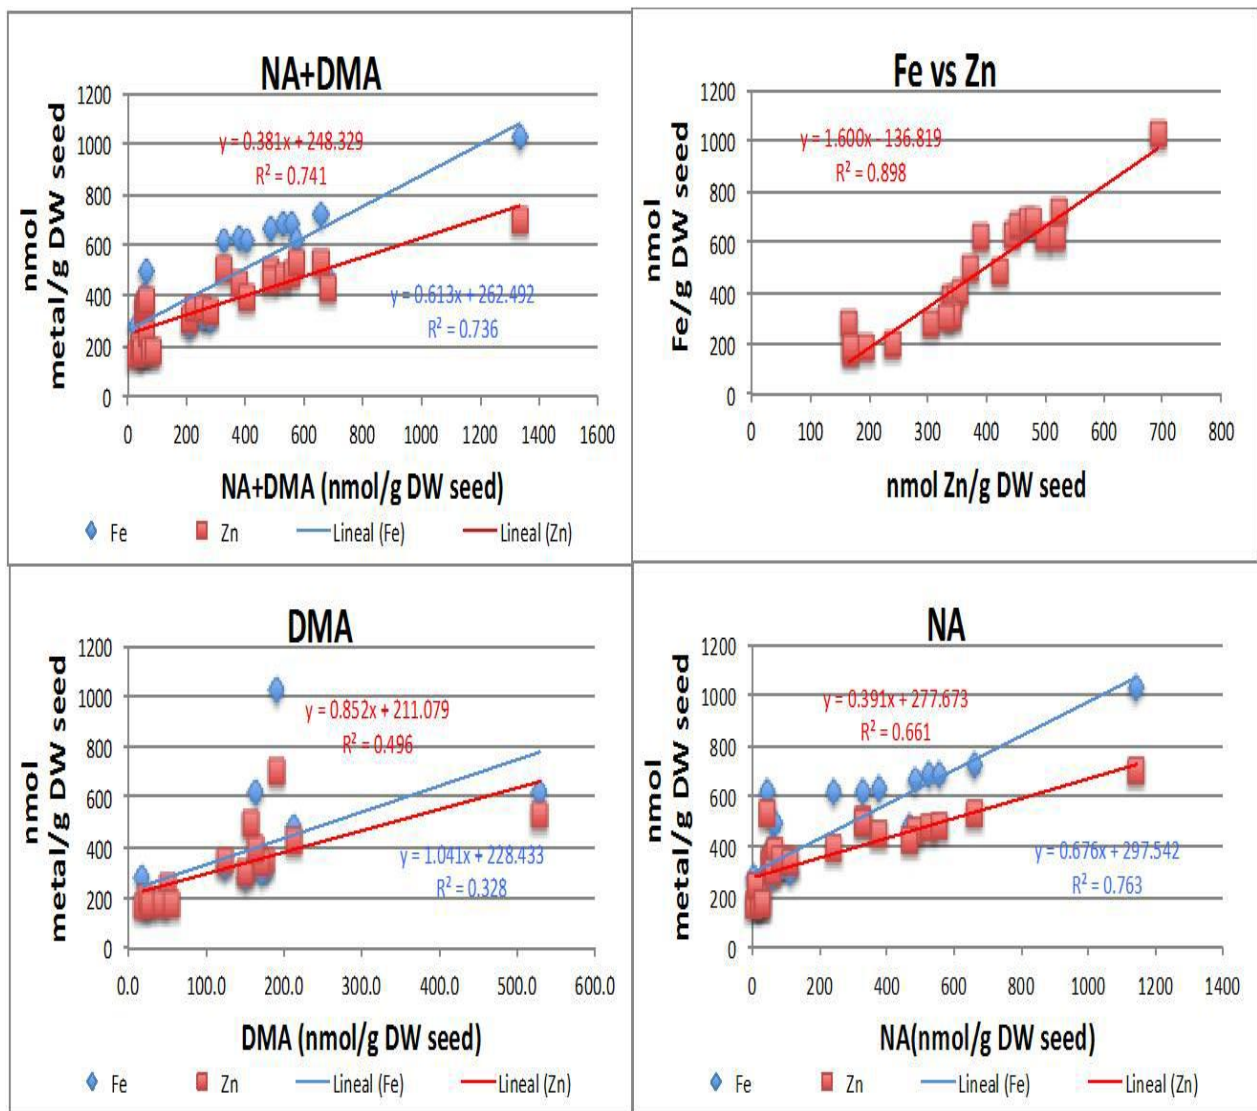 NA+DMA
nmol
metal/g DW seed
1200
1000
800
600
400
200
0
y = 0.381x + 248.329
R² = 0.741
y = 0.613x + 262.492
R² = 0.736
0 200 400 600 800 1000 1200 1400 1600
NA+DMA (nmol/g DW seed)
Fe Zn Lineal (Fe) Lineal (Zn)
Fe vs Zn
nmol
Fe/g DW seed
1200
1000
800
600
400
200
0
y = 1.600x - 136.819
R² = 0.898
0 100 200 300 400 500 600 700 800
nmol Zn/g DW seed
DMA
nmol
metal/g DW seed
1200
1000
800
600
400
200
0
y = 0.852x + 211.079
R² = 0.496
y = 1.041x + 228.433
R² = 0.328
0.0 100.0 200.0 300.0 400.0 500.0 600.0
DMA (nmol/g DW seed)
Fe Zn Lineal (Fe) Lineal (Zn)
NA
nmol
metal/g DW seed
1200
1000
800
600
400
200
0
y = 0.391x + 277.673
R² = 0.661
y = 0.676x + 297.542
R² = 0.763
0 200 400 600 800 1000 1200 1400
NA(nmol/g DW seed)
Fe Zn Lineal (Fe) Lineal (Zn)